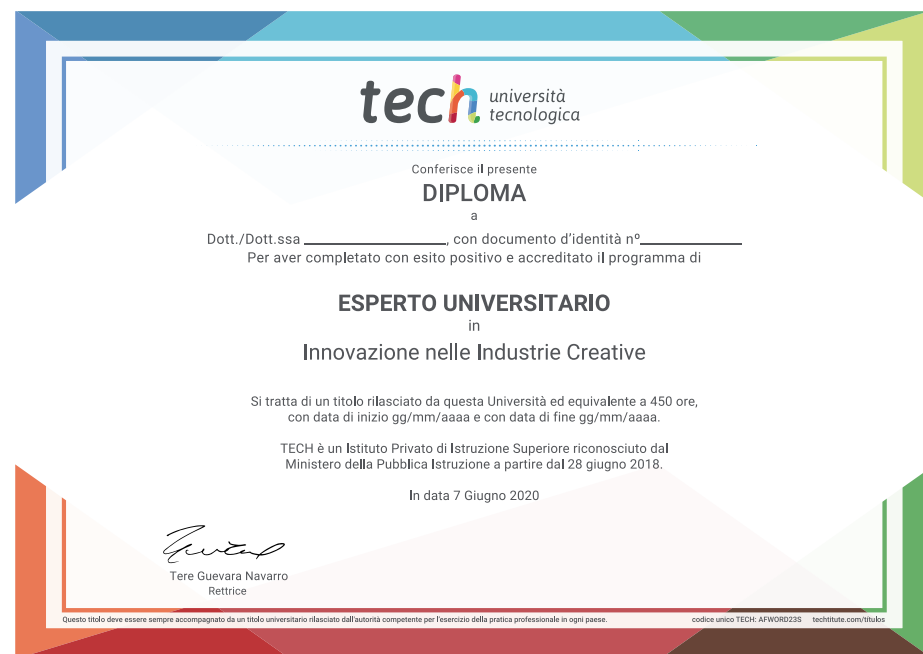 tech università
tecnologica
Conferisce il presente
DIPLOMA
a
Dott./Dott.ssa _________________, con documento d'identità nº____________
Per aver completato con esito positivo e accreditato il programma di
ESPERTO UNIVERSITARIO
in
Innovazione nelle Industrie Creative
Si tratta di un titolo rilasciato da questa Università ed equivalente a 450 ore,
con data di inizio gg/mm/aaaa e con data di fine gg/mm/aaaa.
TECH è un Istituto Privato di Istruzione Superiore riconosciuto dal
Ministero della Pubblica Istruzione a partire dal 28 giugno 2018.
In data 7 Giugno 2020
Tere Guevara Navarro
Rettrice
Questo titolo deve essere sempre accompagnato da un titolo universitario rilasciato dall'autorità competente per l'esercizio della pratica professionale in ogni paese. codice unico TECH: AFWORD23S techtitute.com/títulos